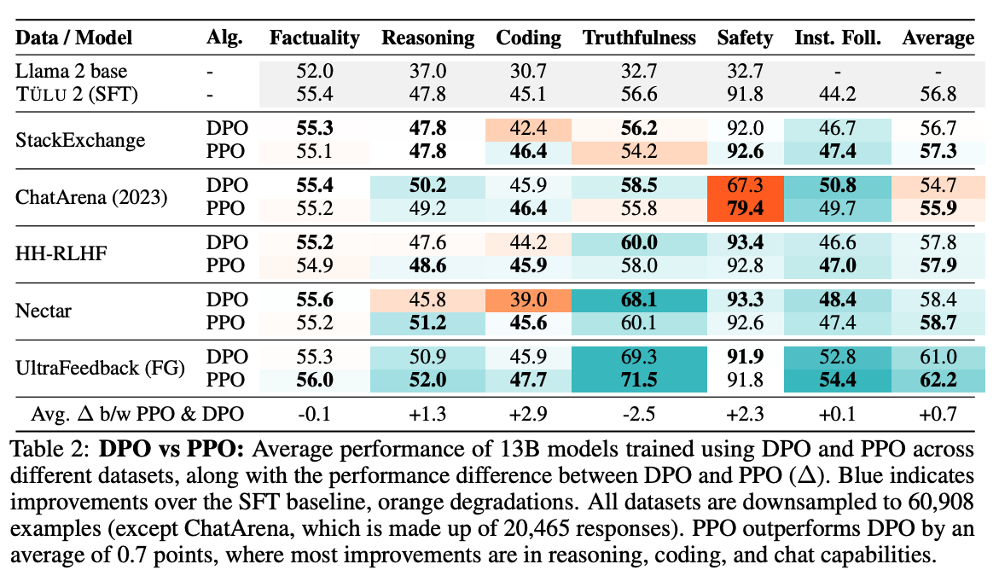 Data / Model Alg. Factuality Reasoning Coding Truthfulness Safety Inst. Foll. Average
Llama 2 base - 52.0 37.0 30.7 32.7 32.7 - -
TÜLU 2 (SFT) - 55.4 47.8 45.1 56.6 91.8 44.2 56.8
StackExchange DPO 55.3 47.8 42.4 56.2 92.0 46.7 56.7
PPO 55.1 47.8 46.4 54.2 92.6 47.4 57.3
ChatArena (2023) DPO 55.4 50.2 45.9 58.5 67.3 50.8 54.7
PPO 55.2 49.2 46.4 55.8 79.4 49.7 55.9
HH-RLHF DPO 55.2 47.6 44.2 60.0 93.4 46.6 57.8
PPO 54.9 48.6 45.9 58.0 92.8 47.0 57.9
Nectar DPO 55.6 45.8 39.0 68.1 93.3 48.4 58.4
PPO 55.2 51.2 45.6 60.1 92.6 47.4 58.7
UltraFeedback (FG) DPO 55.3 50.9 45.9 69.3 91.9 52.8 61.0
PPO 56.0 52.0 47.7 71.5 91.8 54.4 62.2
Avg. Δ b/w PPO & DPO -0.1 +1.3 +2.9 -2.5 +2.3 +0.1 +0.7
Table 2: DPO vs PPO: Average performance of 13B models trained using DPO and PPO across
different datasets, along with the performance difference between DPO and PPO (Δ). Blue indicates
improvements over the SFT baseline, orange degradations. All datasets are downsampled to 60,908
examples (except ChatArena, which is made up of 20,465 responses). PPO outperforms DPO by an
average of 0.7 points, where most improvements are in reasoning, coding, and chat capabilities.